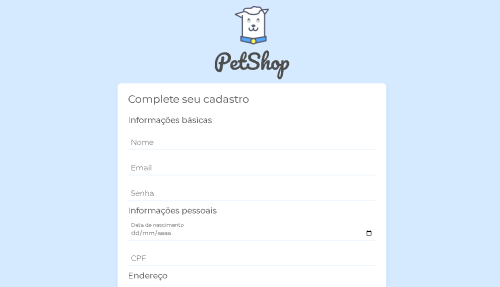 PetShop
Complete seu cadastro
Informações básicas
Nome
Email
Senha
Informações pessoais
Data de nascimento
dd/mm/aaaa
CPF
Endereço